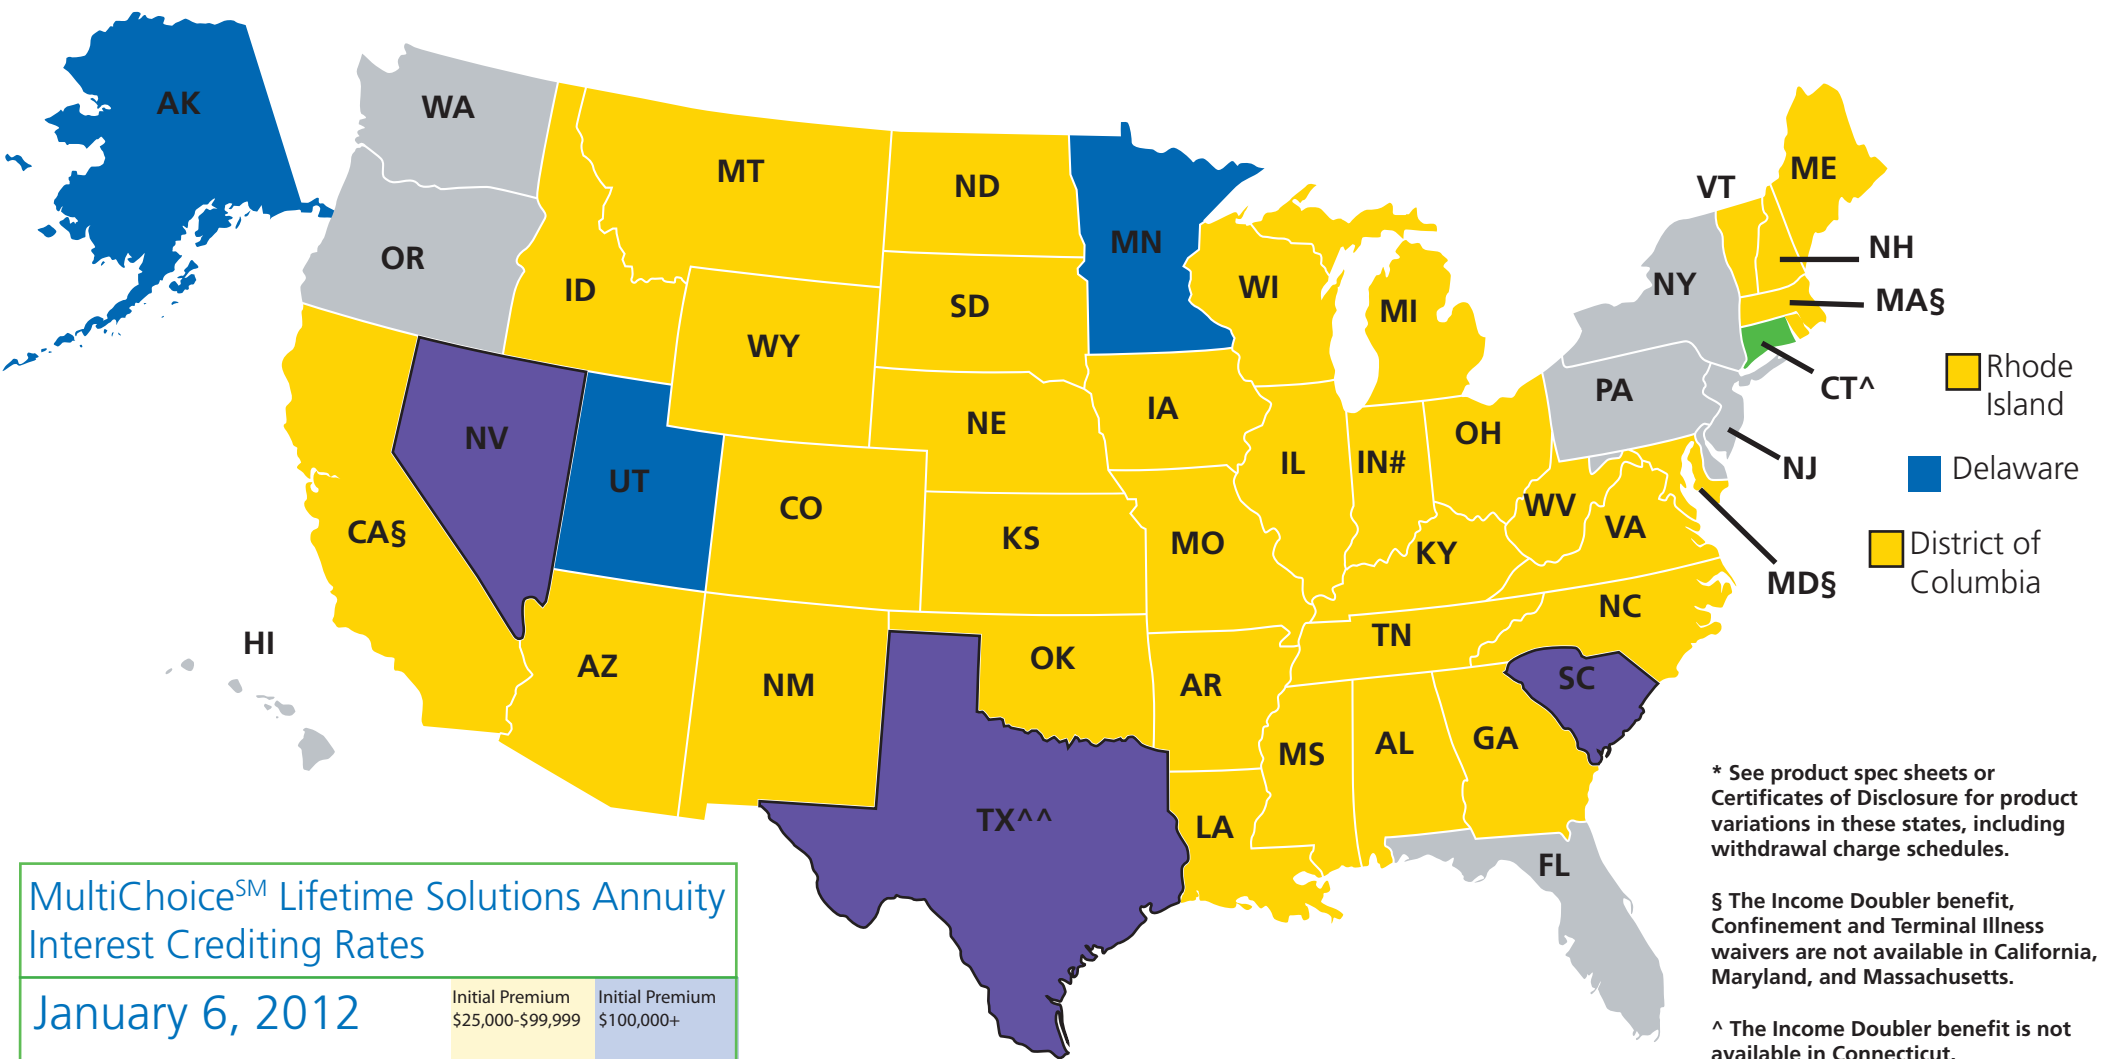 AK
WA
MT
ND
MN
ME
VT
OR
ID
SD
WI
MI
NY
NH
MA§
WY
NE
IA
PA
CT^
Rhode
Island
NV
UT
CO
KS
MO
IL
IN#
OH
WV
VA
NJ
Delaware
CA§
KY
MD§
District of
Columbia
HI
AZ
NM
OK
AR
TN
NC
SC
TX^^
LA
MS
AL
GA
FL
* See product spec sheets or
Certificates of Disclosure for product
variations in these states, including
withdrawal charge schedules.
§ The Income Doubler benefit,
Confinement and Terminal Illness
waivers are not available in California,
Maryland, and Massachusetts.
^ The Income Doubler benefit is not
available in Connecticut.
MultiChoiceSM Lifetime Solutions Annuity
Interest Crediting Rates
January 6, 2012
Initial Premium
$25,000-$99,999
Initial Premium
$100,000+